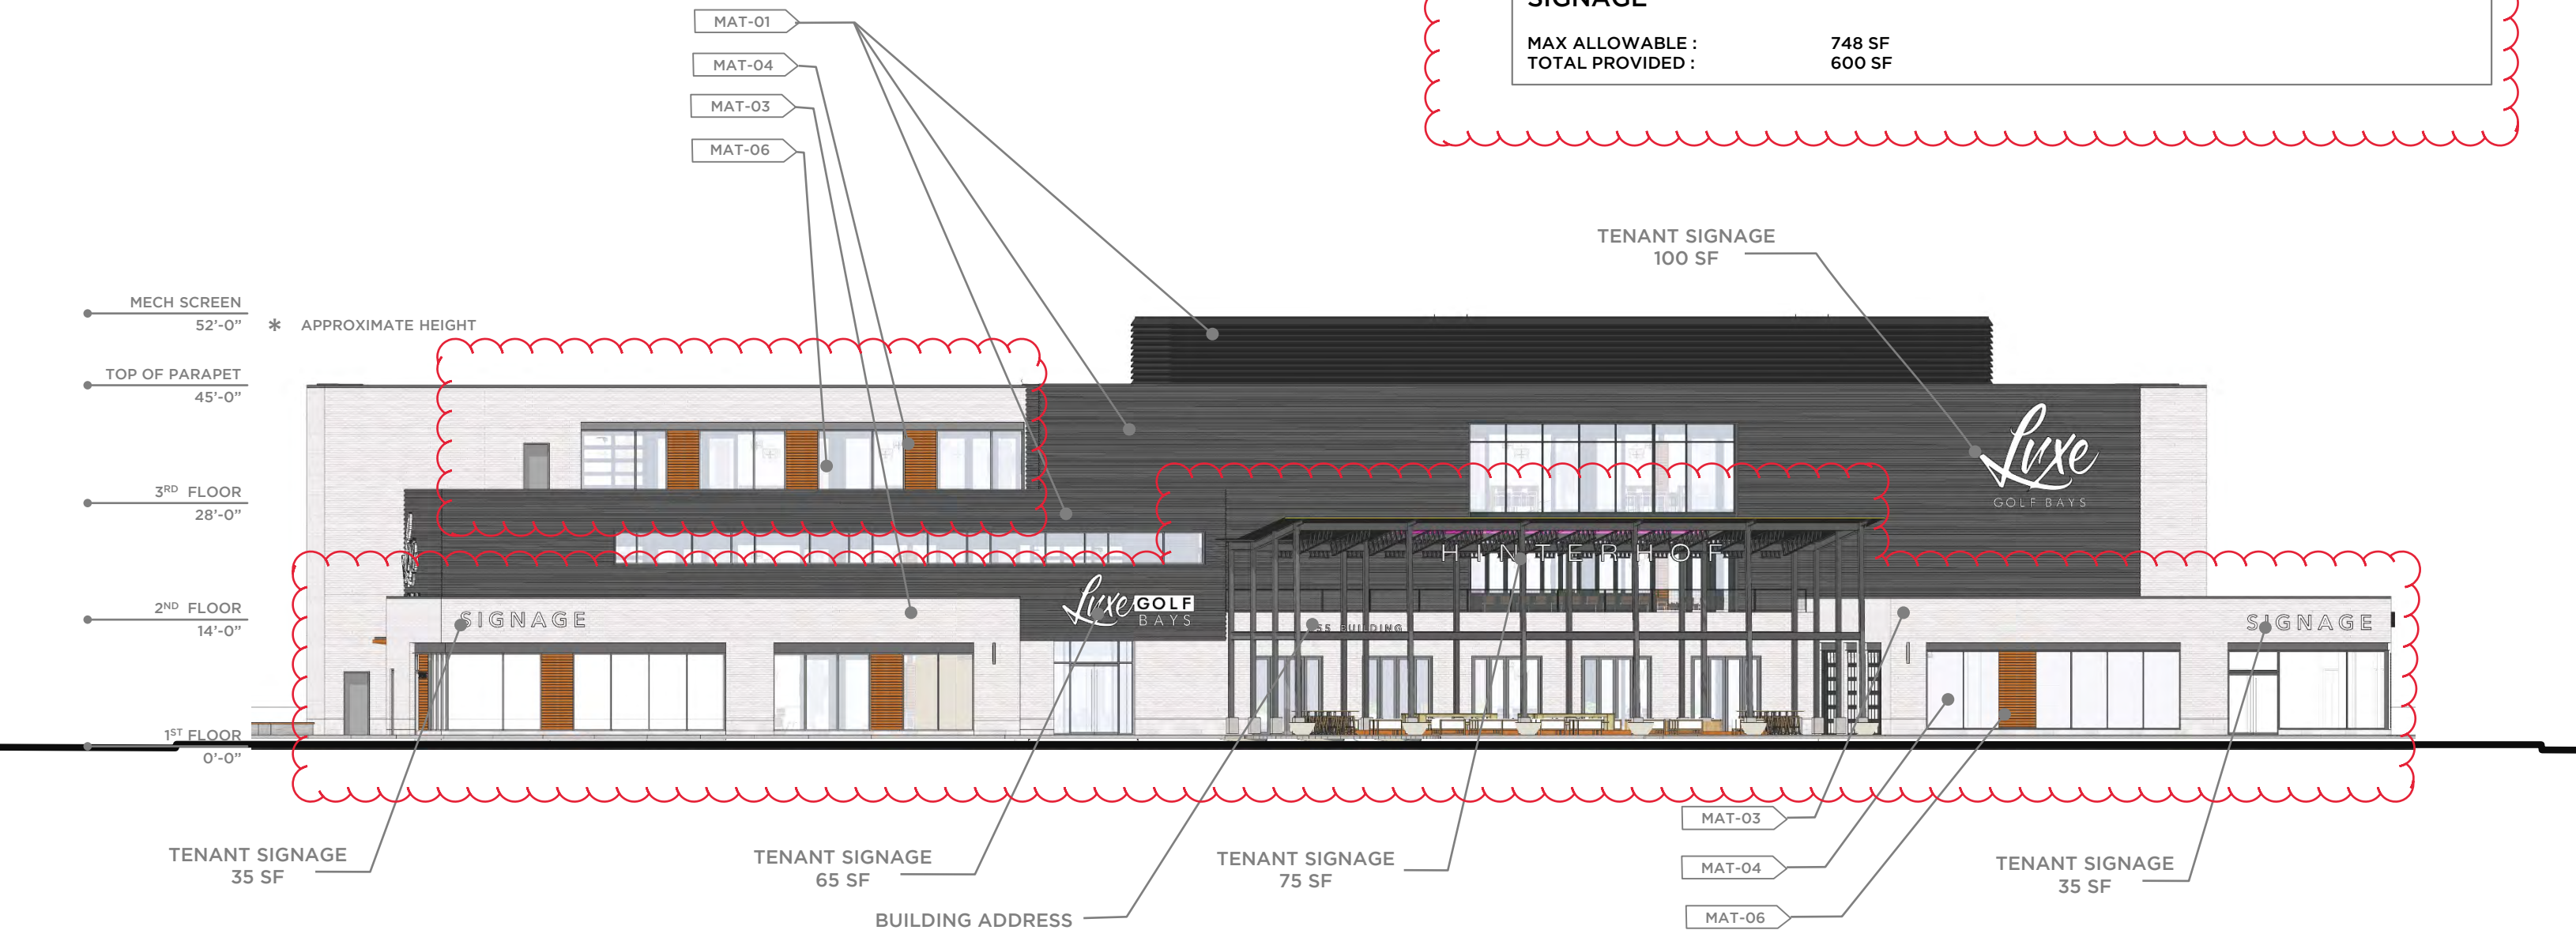 SIGNAGE
MAX ALLOWABLE : 748 SF
TOTAL PROVIDED : 600 SF
MAT-01
MAT-04
MAT-03
MAT-06
TENANT SIGNAGE
100 SF
MECH SCREEN
52'-0" * APPROXIMATE HEIGHT
TOP OF PARAPET
45'-0"
3RD FLOOR
28'-0"
2ND FLOOR
14'-0"
1ST FLOOR
0'-0"
Luxe
GOLF BAYS
HINTERHOF
Luxe GOLF
BAYS
SIGNAGE
55 BUILDING
SIGNAGE
TENANT SIGNAGE
35 SF
TENANT SIGNAGE
65 SF
BUILDING ADDRESS
TENANT SIGNAGE
75 SF
MAT-03
MAT-04
MAT-06
TENANT SIGNAGE
35 SF